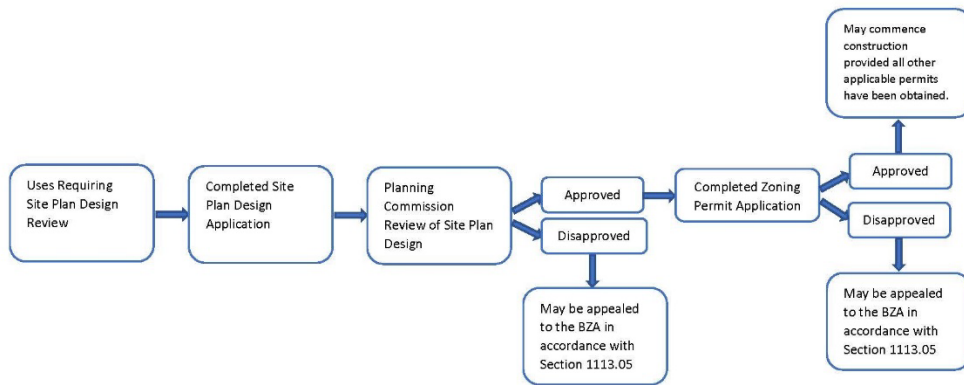 Uses Requiring
Site Plan Design
Review
Completed Site
Plan Design
Application
Planning
Commission
Review of Site Plan
Design
Approved
Disapproved
May be appealed
to the BZA in
accordance with
Section 1113.05
Completed Zoning
Permit Application
Approved
May commence
construction
provided all other
applicable permits
have been obtained.
Disapproved
May be appealed
to the BZA in
accordance with
Section 1113.05